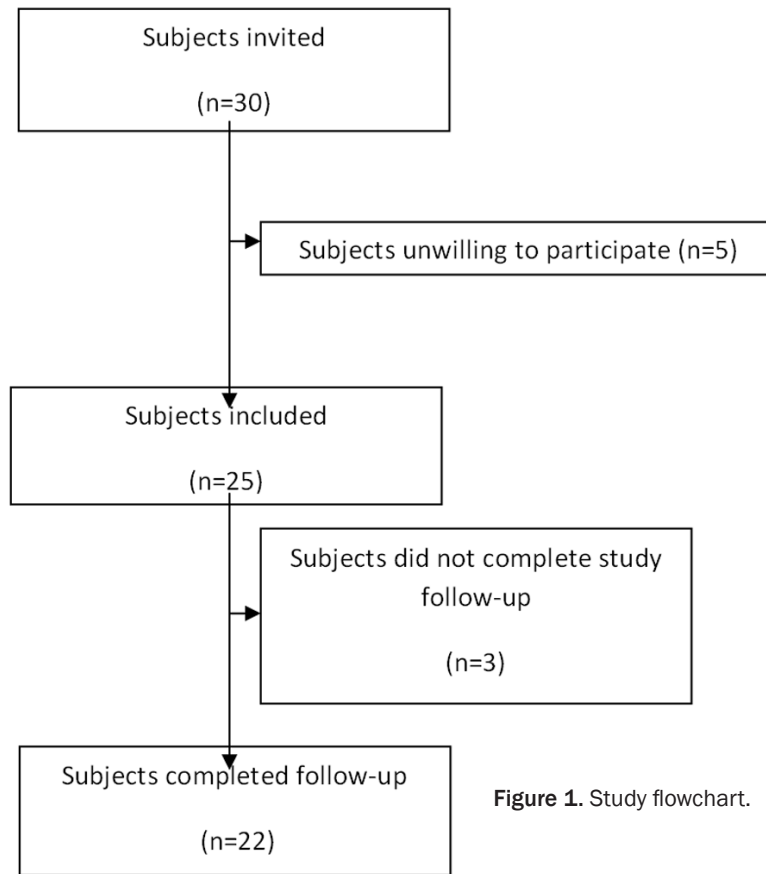 Subjects invited
(n=30)
Subjects unwilling to participate (n=5)
Subjects included
(n=25)
Subjects did not complete study
follow-up
(n=3)
Subjects completed follow-up
(n=22)
Figure 1. Study flowchart.